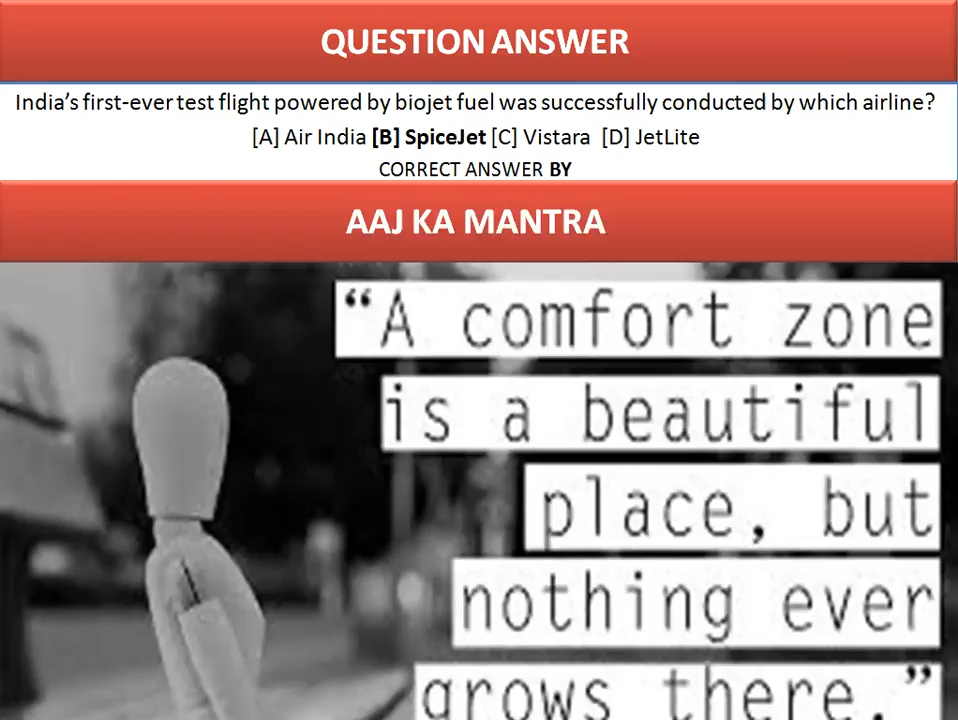 QUESTION ANSWER
India’s first-ever test flight powered by biojet fuel was successfully conducted by which airline?
[A] Air India [B] SpiceJet [C] Vistara [D] JetLite
CORRECT ANSWER BY
AAJ KA MANTRA
“A comfort zone
is a beautiful
place, but
nothing ever
grows there.”